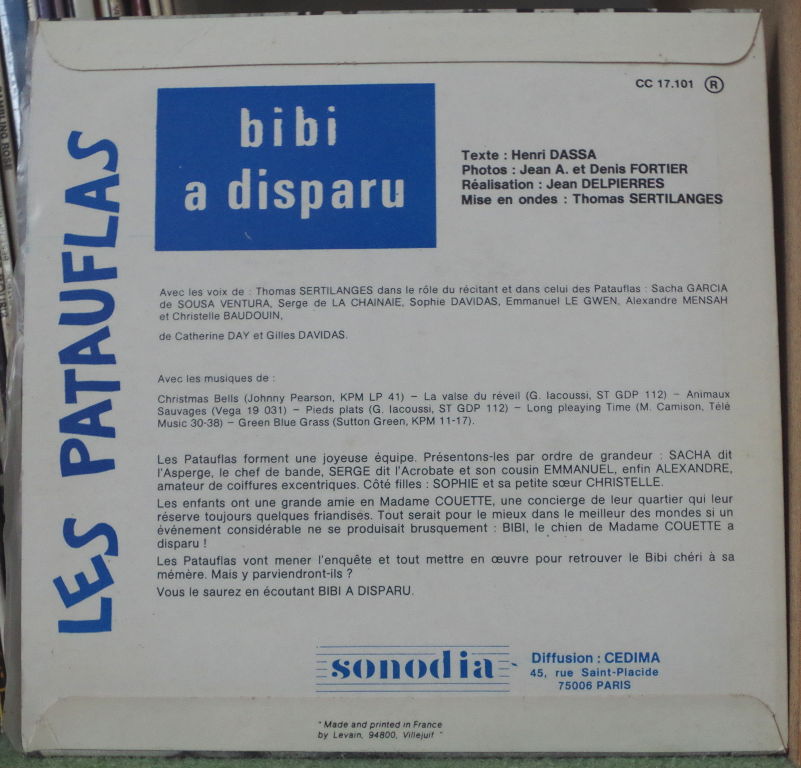 CC 17.101 R
LES PATAUFLAS
bibi
a disparu
Texte : Henri DASSA
Photos : Jean A. et Denis FORTIER
Réalisation : Jean DELPIERRES
Mise en ondes : Thomas SERTILANGES
Avec les voix de : Thomas SERTILANGES dans le rôle du récitant et dans celui des Patauflas : Sacha GARCIA
de SOUSA VENTURA, Serge de LA CHAINAIE, Sophie DAVIDAS, Emmanuel LE GWEN, Alexandre MENSAH
et Christelle BAUDOUIN,
de Catherine DAY et Gilles DAVIDAS.
Avec les musiques de :
Christmas Bells (Johnny Pearson, KPM LP 41) – La valse du réveil (G. Iacoussi, ST GDP 112) – Animaux
Sauvages (Vega 19 031) – Pieds plats (G. Iacoussi, ST GDP 112) – Long pleaying Time (M. Camison, Télé
Music 30-38) – Green Blue Grass (Sutton Green, KPM 11-17).
Les Patauflas forment une joyeuse équipe. Présentons-les par ordre de grandeur : SACHA dit
l'Asperge, le chef de bande, SERGE dit l'Acrobate et son cousin EMMANUEL, enfin ALEXANDRE,
amateur de coiffures excentriques. Côté filles : SOPHIE et sa petite sœur CHRISTELLE.
Les enfants ont une grande amie en Madame COUETTE, une concierge de leur quartier qui leur
réserve toujours quelques friandises. Tout serait pour le mieux dans le meilleur des mondes si un
événement considérable ne se produisait brusquement : BIBI, le chien de Madame COUETTE a
disparu !
Les Patauflas vont mener l'enquête et tout mettre en œuvre pour retrouver le Bibi chéri à sa
mémère. Mais y parviendront-ils ?
Vous le saurez en écoutant BIBI A DISPARU.
sonodia
Diffusion : CEDIMA
45, rue Saint-Placide
75006 PARIS
" Made and printed in France
by Levain, 94800, Villejuif "